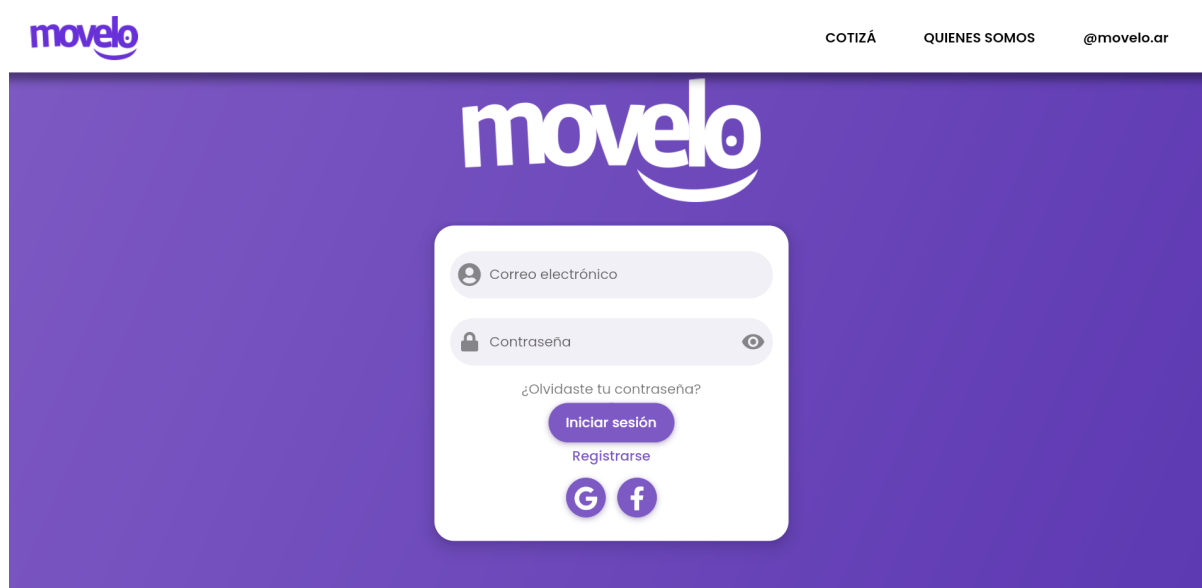 movelo
COTIZÁ
QUIENES SOMOS
@movelo.ar
movelo
Correo electrónico
Contraseña
¿Olvidaste tu contraseña?
Iniciar sesión
Registrarse
G f